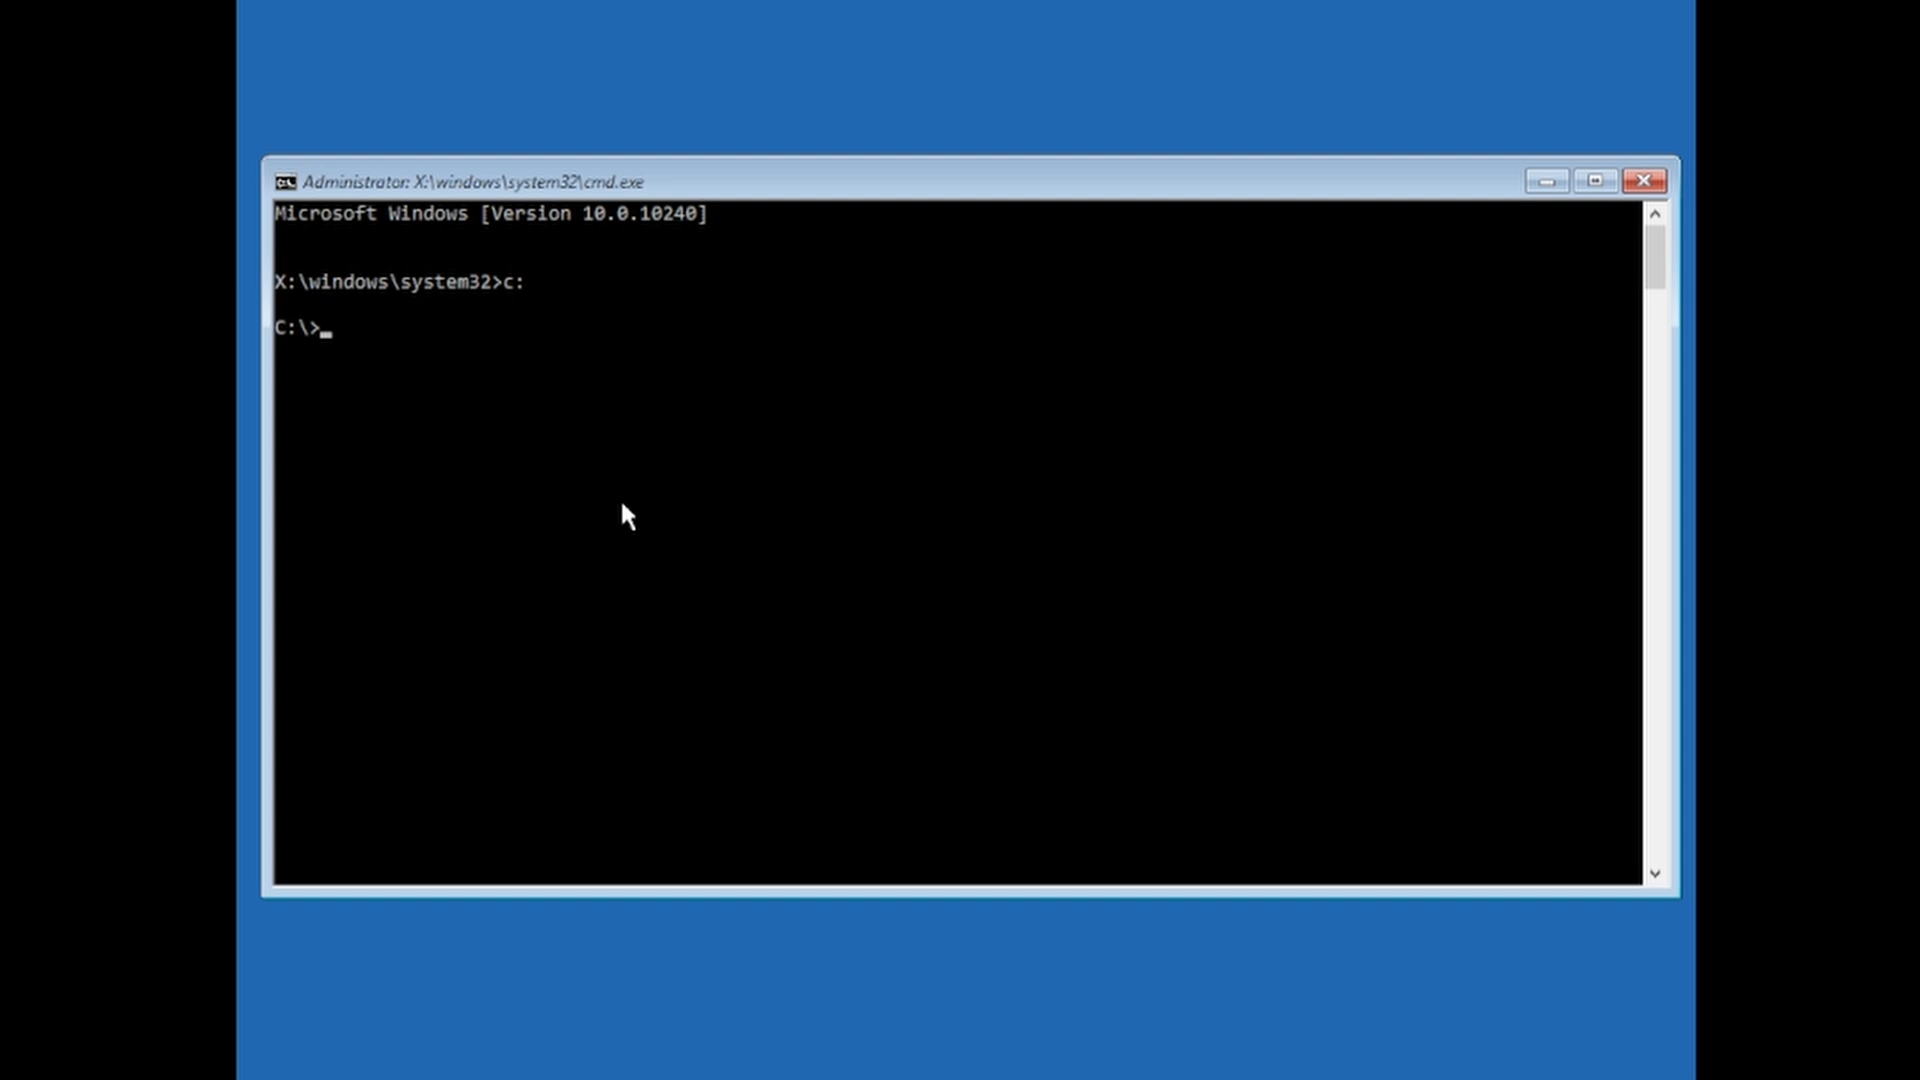 Administrator: X:\windows\system32\cmd.exe
Microsoft Windows [Version 10.0.10240]
X:\windows\system32>c:
C:\>